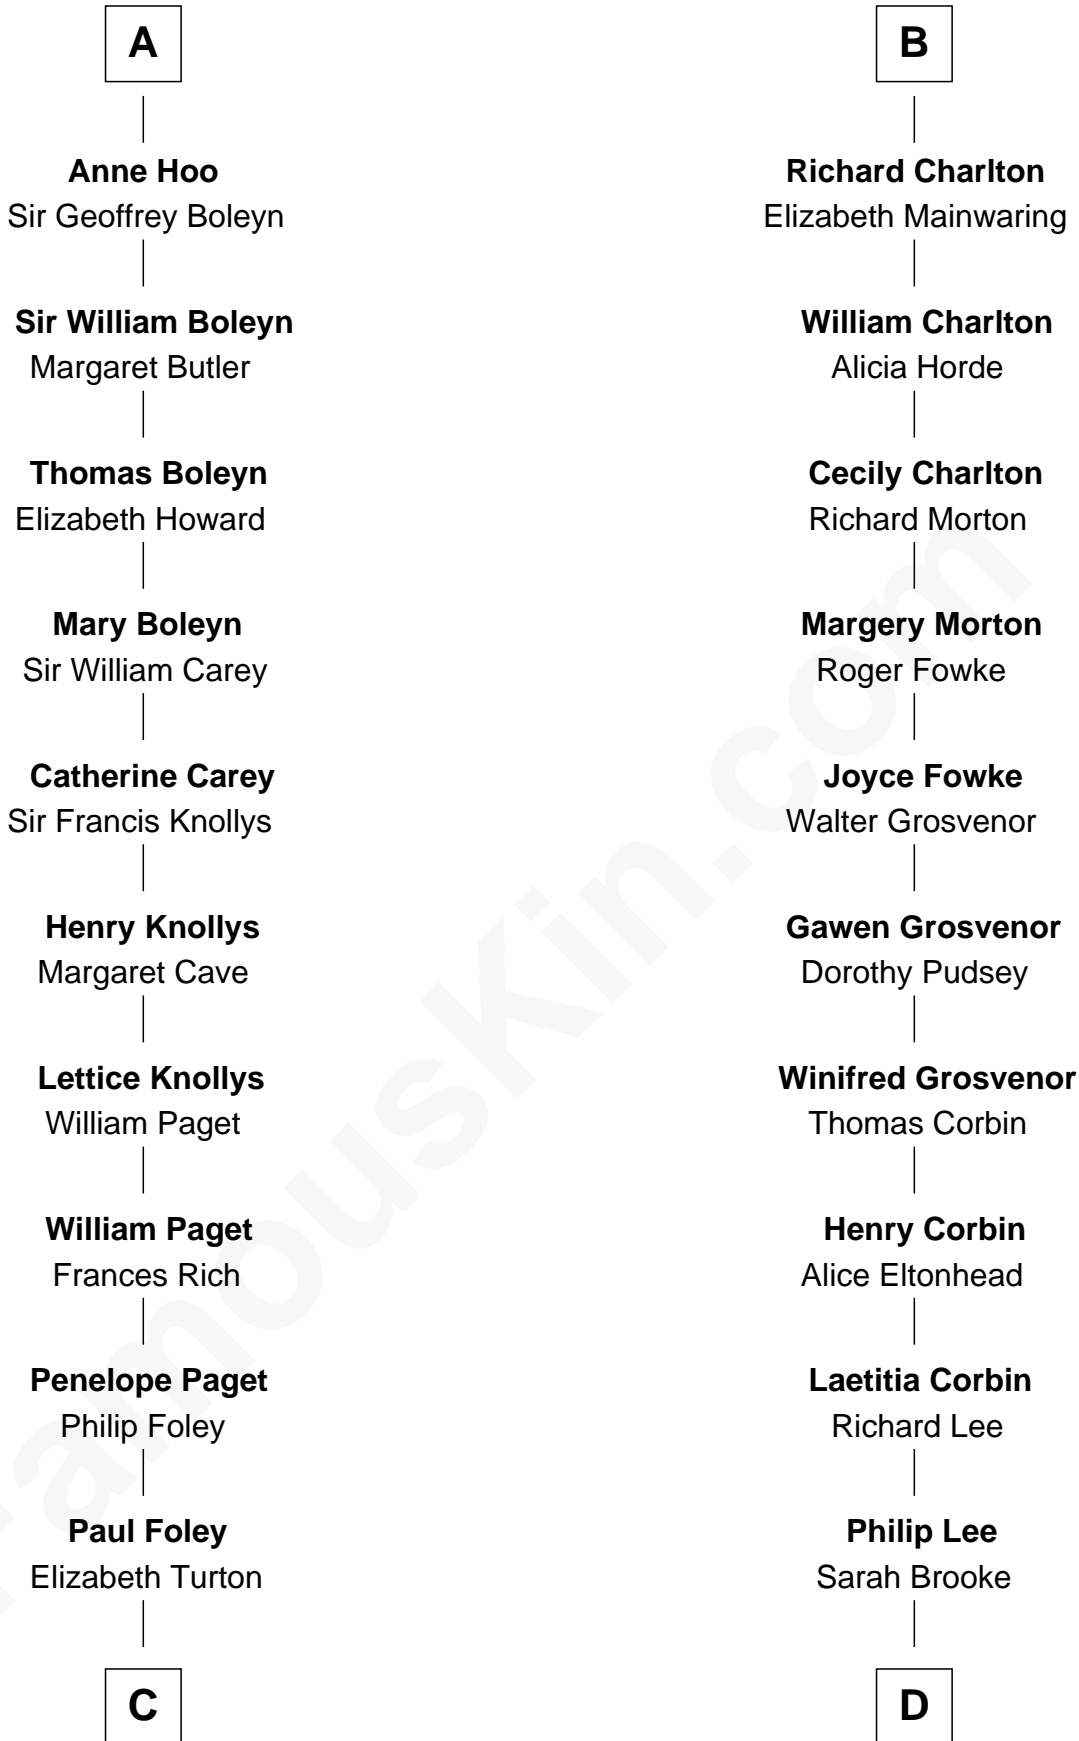 A
Anne Hoo
Sir Geoffrey Boleyn
Sir William Boleyn
Margaret Butler
Thomas Boleyn
Elizabeth Howard
Mary Boleyn
Sir William Carey
Catherine Carey
Sir Francis Knollys
Henry Knollys
Margaret Cave
Lettice Knollys
William Paget
William Paget
Frances Rich
Penelope Paget
Philip Foley
Paul Foley
Elizabeth Turton
C
B
Richard Charlton
Elizabeth Mainwaring
William Charlton
Alicia Horde
Cecily Charlton
Richard Morton
Margery Morton
Roger Fowke
Joyce Fowke
Walter Grosvenor
Gawen Grosvenor
Dorothy Pudsey
Winifred Grosvenor
Thomas Corbin
Henry Corbin
Alice Eltonhead
Laetitia Corbin
Richard Lee
Philip Lee
Sarah Brooke
D
FamousKin.com